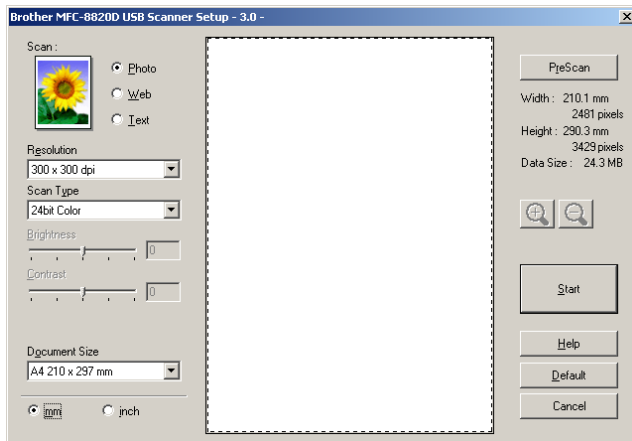 Brother MFC-8820D USB Scanner Setup - 3.0 -
Scan :
Photo
Web
Text
Resolution
300 x 300 dpi
Scan Type
24bit Color
Brightness
0
Contrast
0
Document Size
A4 210 x 297 mm
mm
inch
PreScan
Width : 210.1 mm
2481 pixels
Height : 290.3 mm
3429 pixels
Data Size : 24.3 MB
Start
Help
Default
Cancel